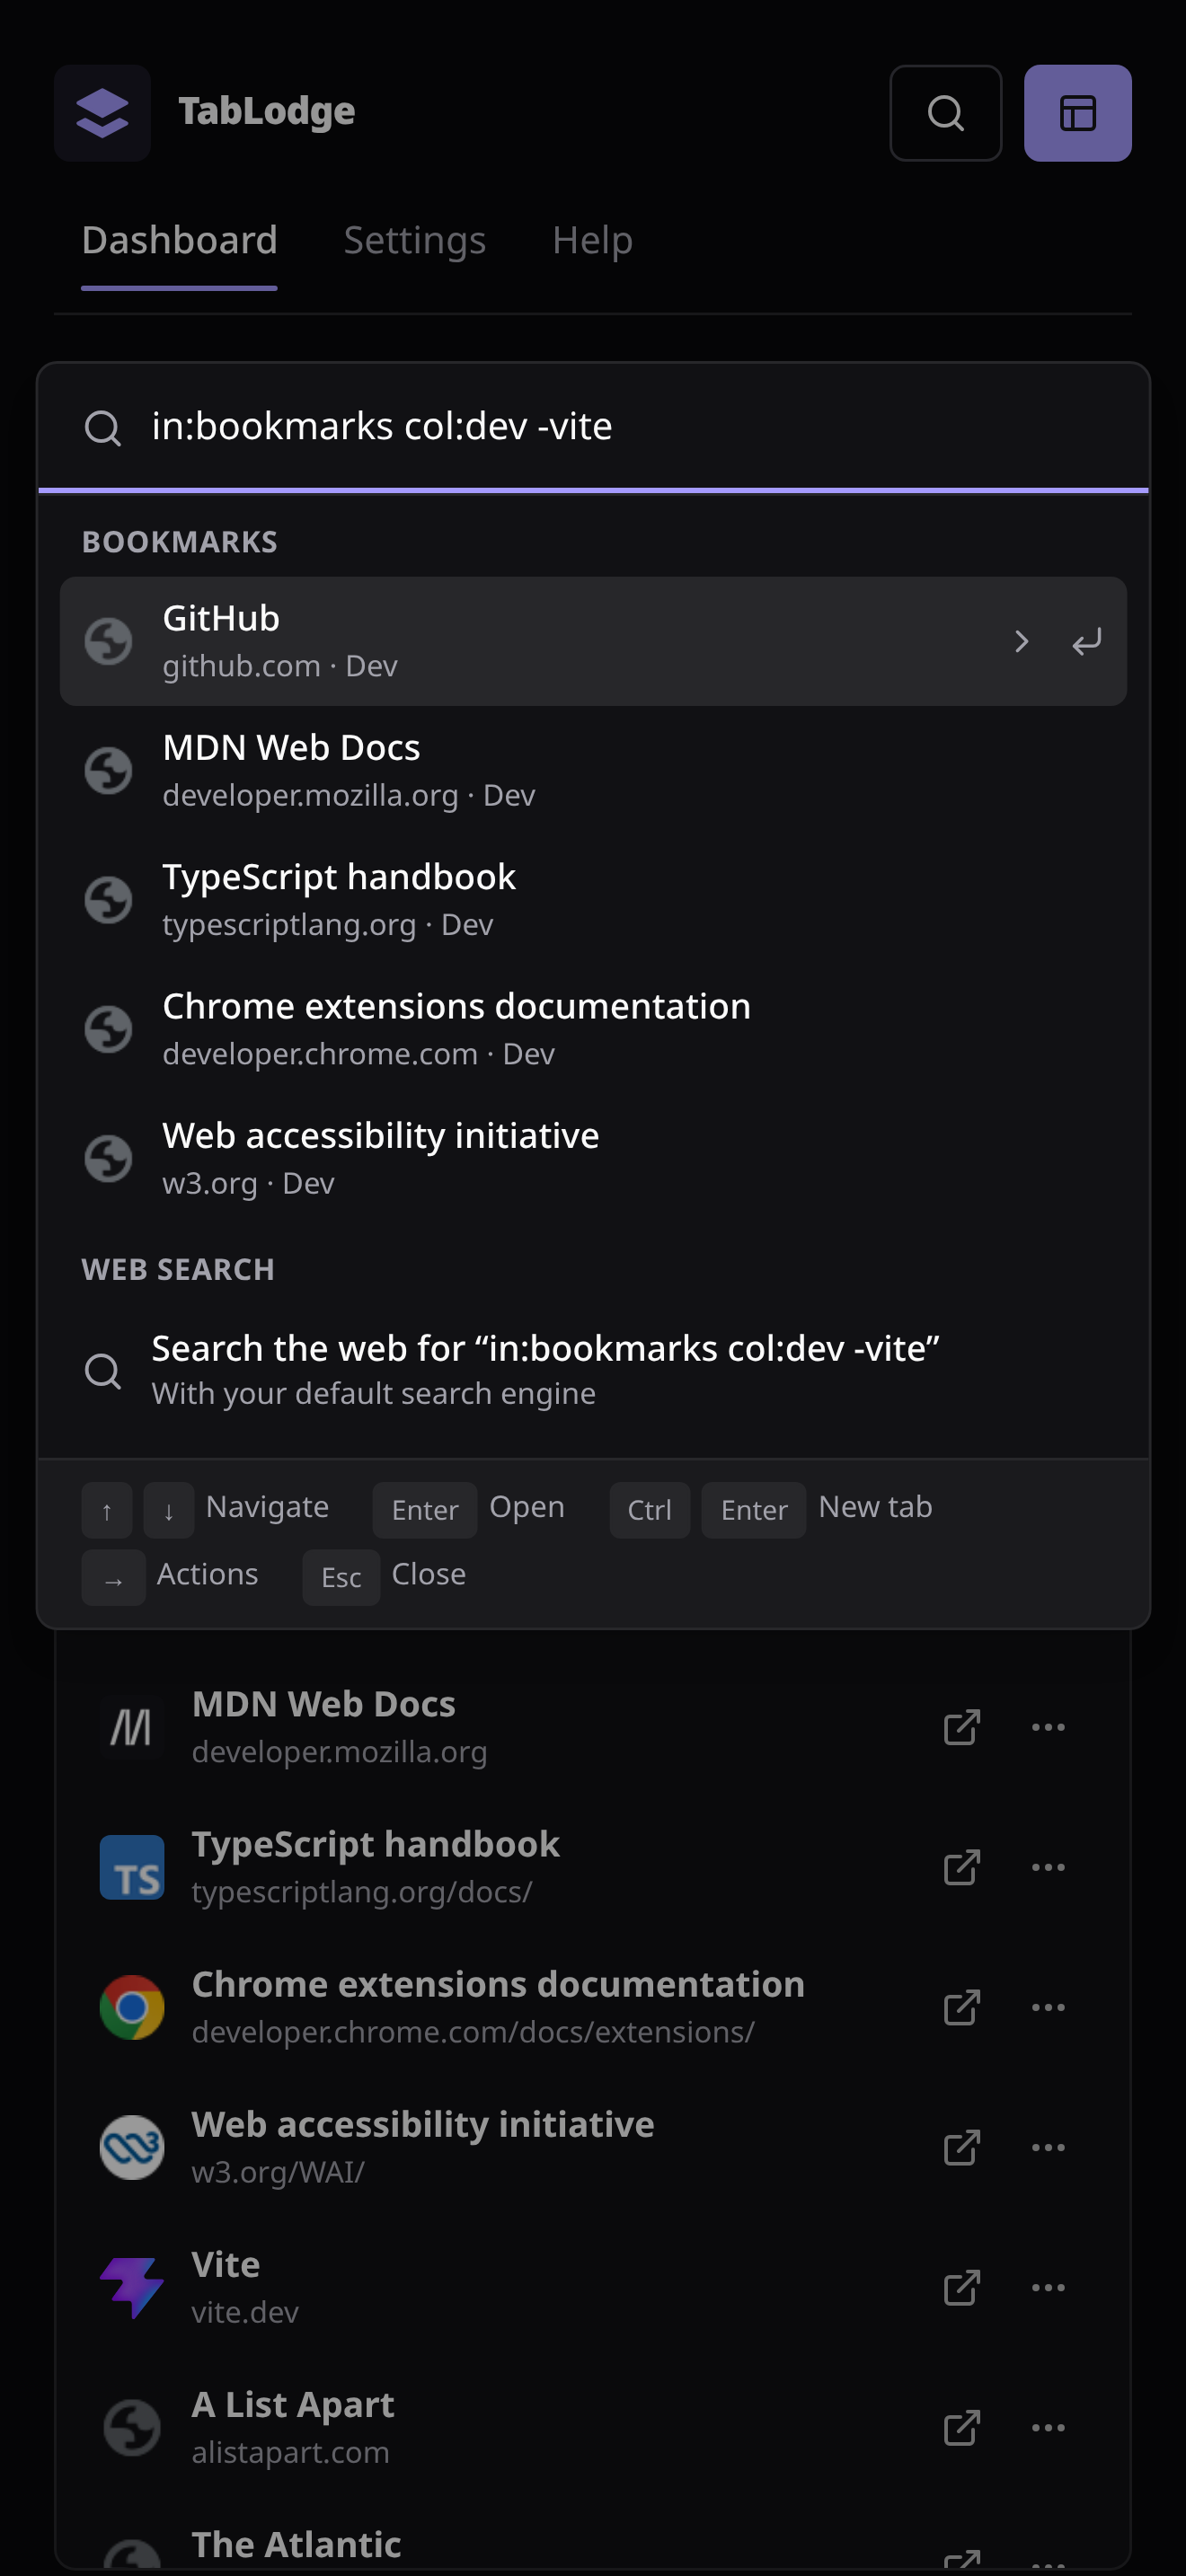 TabLodge
Dashboard Settings Help
in:bookmarks col:dev -vite
BOOKMARKS
GitHub
github.com · Dev
MDN Web Docs
developer.mozilla.org · Dev
TypeScript handbook
typescriptlang.org · Dev
Chrome extensions documentation
developer.chrome.com · Dev
Web accessibility initiative
w3.org · Dev
WEB SEARCH
Search the web for “in:bookmarks col:dev -vite”
With your default search engine
↑ ↓ Navigate Enter Open Ctrl Enter New tab
→ Actions Esc Close
MDN Web Docs
developer.mozilla.org
TS
TypeScript handbook
typescriptlang.org/docs/
Chrome extensions documentation
developer.chrome.com/docs/extensions/
Web accessibility initiative
w3.org/WAI/
Vite
vite.dev
A List Apart
alistapart.com
The Atlantic